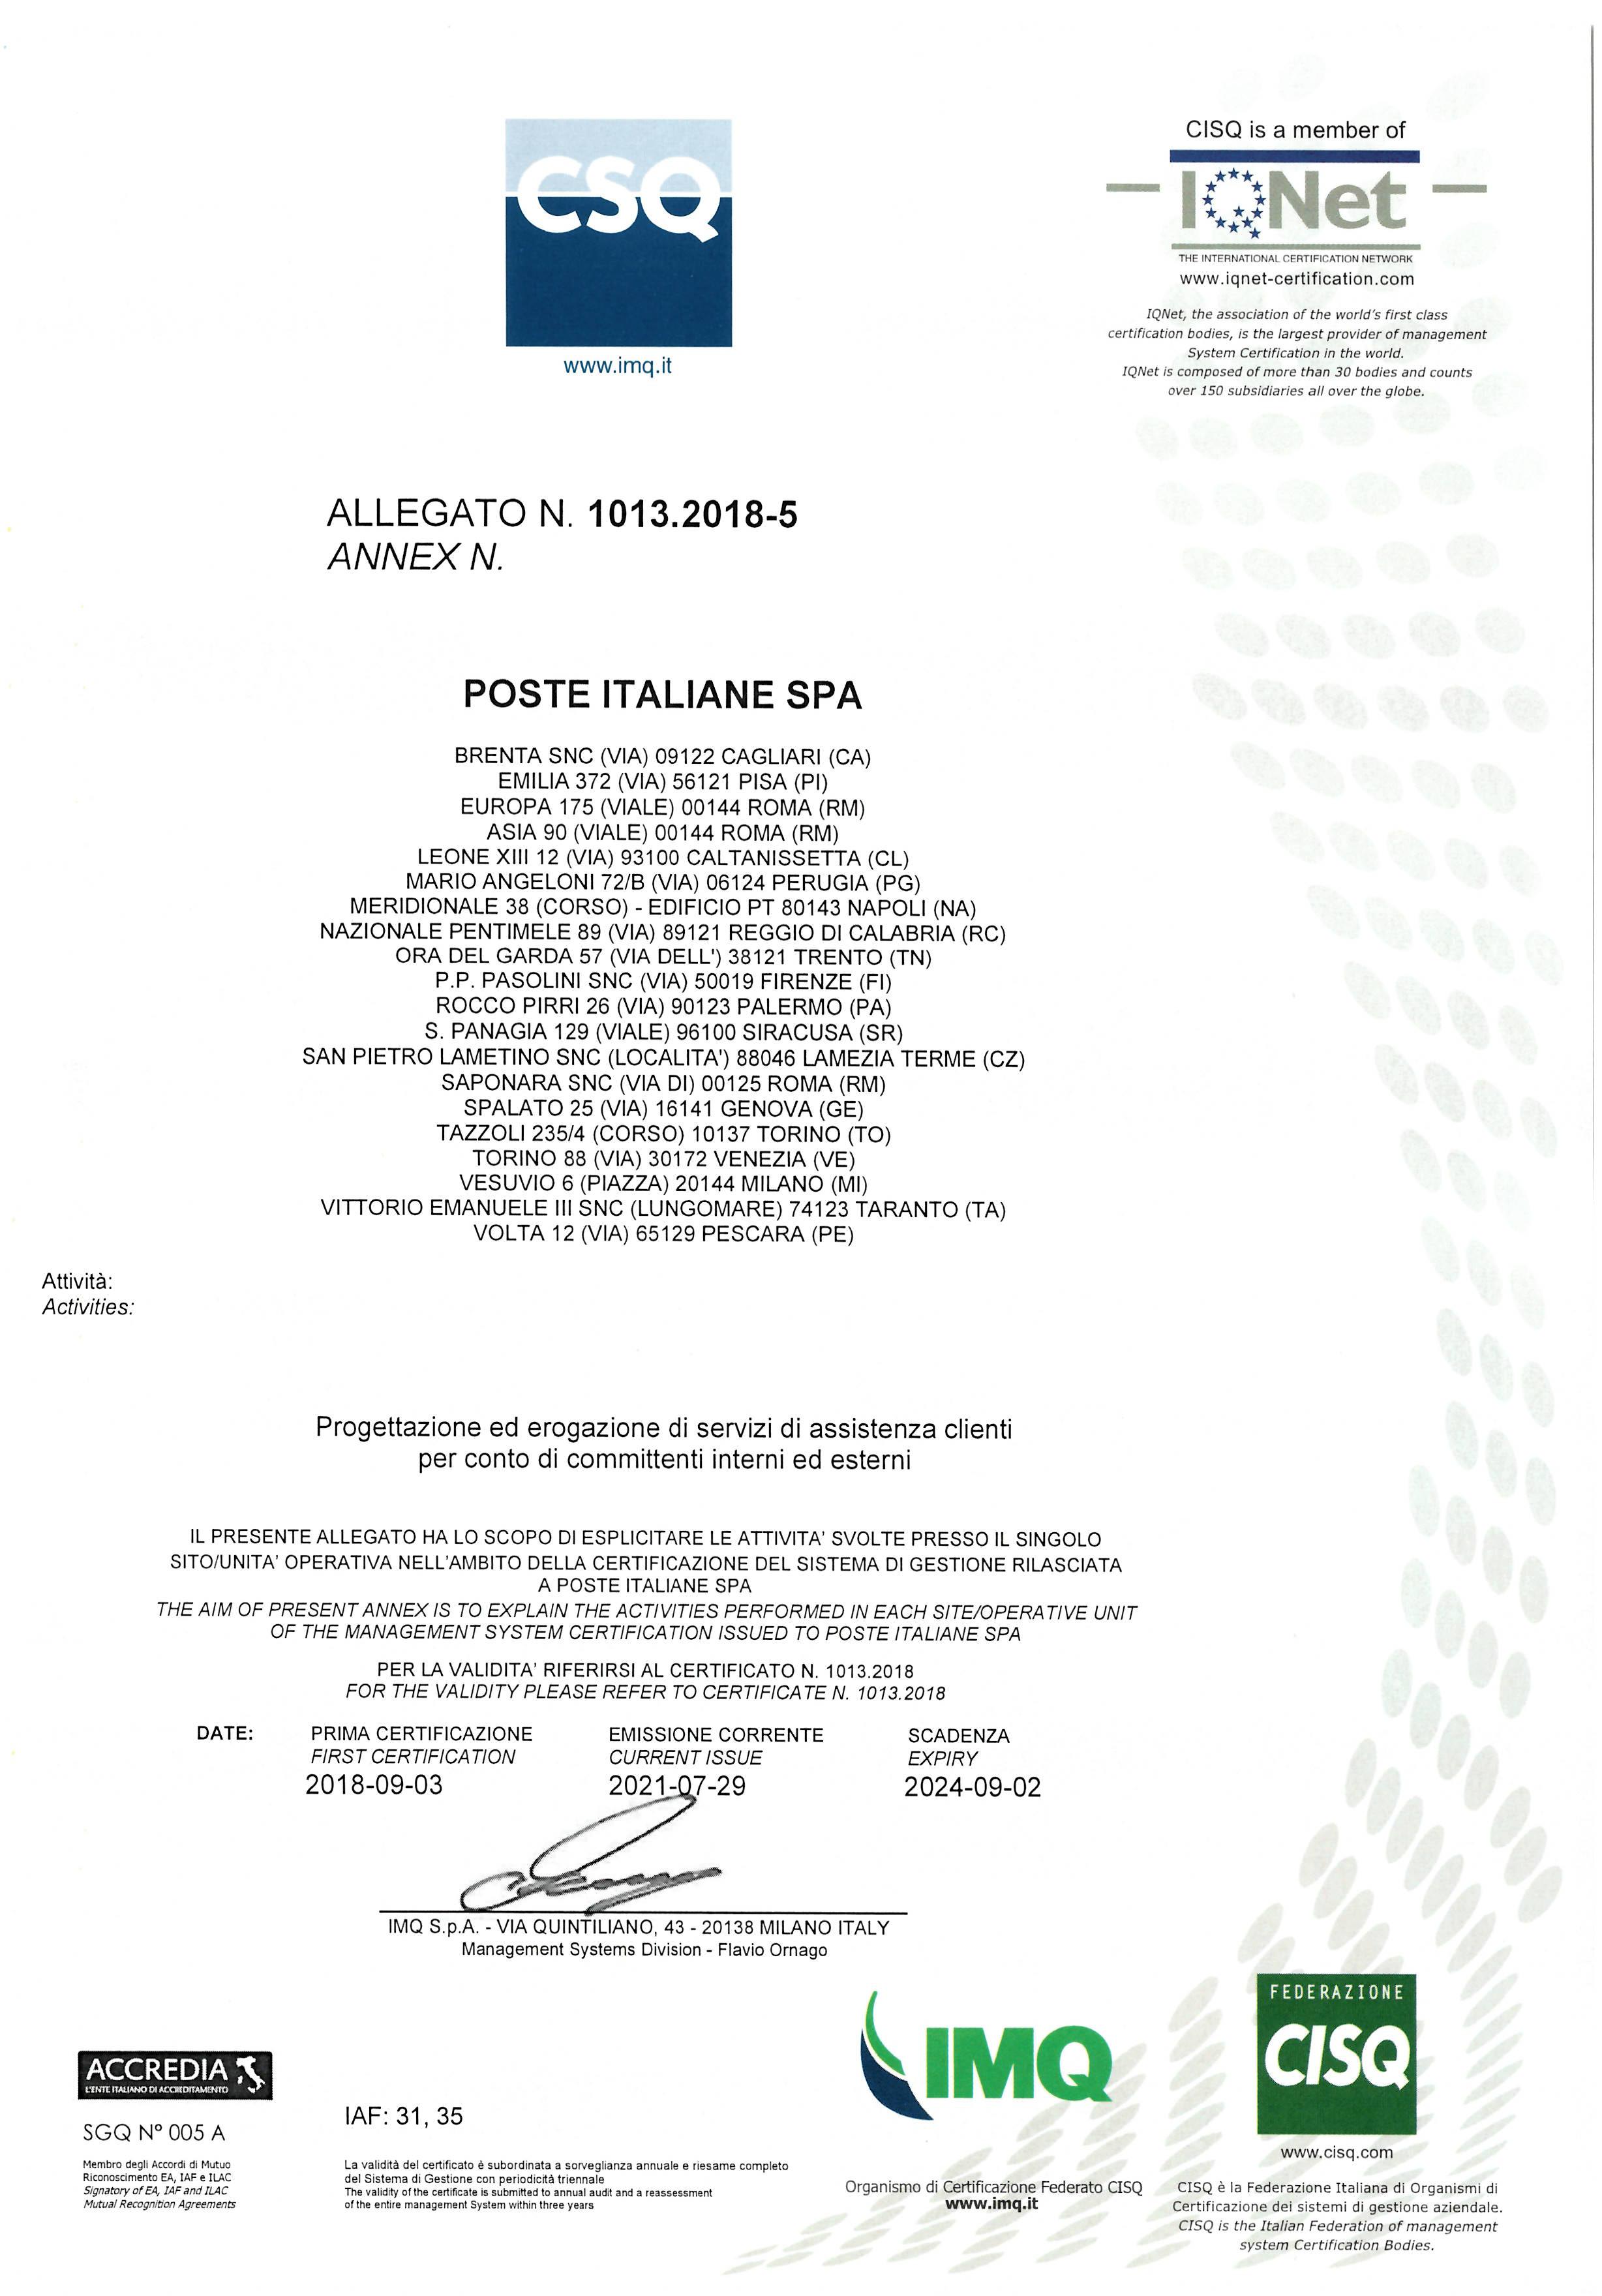 CSQ
www.imq.it
CISQ is a member of
IQNet
THE INTERNATIONAL CERTIFICATION NETWORK
www.iqnet-certification.com
IQNet, the association of the world's first class
certification bodies, is the largest provider of management
System Certification in the world.
IQNet is composed of more than 30 bodies and counts
over 150 subsidiaries all over the globe.
ALLEGATO N. 1013.2018-5
ANNEX N.
POSTE ITALIANE SPA
BRENTA SNC (VIA) 09122 CAGLIARI (CA)
EMILIA 372 (VIA) 56121 PISA (PI)
EUROPA 175 (VIALE) 00144 ROMA (RM)
ASIA 90 (VIALE) 00144 ROMA (RM)
LEONE XIII 12 (VIA) 93100 CALTANISSETTA (CL)
MARIO ANGELONI 72/B (VIA) 06124 PERUGIA (PG)
MERIDIONALE 38 (CORSO) - EDIFICIO PT 80143 NAPOLI (NA)
NAZIONALE PENTIMELE 89 (VIA) 89121 REGGIO DI CALABRIA (RC)
ORA DEL GARDA 57 (VIA DELL') 38121 TRENTO (TN)
P.P. PASOLINI SNC (VIA) 50019 FIRENZE (FI)
ROCCO PIRRI 26 (VIA) 90123 PALERMO (PA)
S. PANAGIA 129 (VIALE) 96100 SIRACUSA (SR)
SAN PIETRO LAMETINO SNC (LOCALITA') 88046 LAMEZIA TERME (CZ)
SAPONARA SNC (VIA DI) 00125 ROMA (RM)
SPALATO 25 (VIA) 16141 GENOVA (GE)
TAZZOLI 235/4 (CORSO) 10137 TORINO (TO)
TORINO 88 (VIA) 30172 VENEZIA (VE)
VESUVIO 6 (PIAZZA) 20144 MILANO (MI)
VITTORIO EMANUELE III SNC (LUNGOMARE) 74123 TARANTO (TA)
VOLTA 12 (VIA) 65129 PESCARA (PE)
Attività:
Activities:
Progettazione ed erogazione di servizi di assistenza clienti
per conto di committenti interni ed esterni
IL PRESENTE ALLEGATO HA LO SCOPO DI ESPLICITARE LE ATTIVITA' SVOLTE PRESSO IL SINGOLO
SITO/UNITA' OPERATIVA NELL'AMBITO DELLA CERTIFICAZIONE DEL SISTEMA DI GESTIONE RILASCIATA
A POSTE ITALIANE SPA
THE AIM OF PRESENT ANNEX IS TO EXPLAIN THE ACTIVITIES PERFORMED IN EACH SITE/OPERATIVE UNIT
OF THE MANAGEMENT SYSTEM CERTIFICATION ISSUED TO POSTE ITALIANE SPA
PER LA VALIDITA' RIFERIRSI AL CERTIFICATO N. 1013.2018
FOR THE VALIDITY PLEASE REFER TO CERTIFICATE N. 1013.2018
DATE: PRIMA CERTIFICAZIONE EMISSIONE CORRENTE SCADENZA
FIRST CERTIFICATION CURRENT ISSUE EXPIRY
2018-09-03 2021-07-29 2024-09-02
IMQ S.p.A. - VIA QUINTILIANO, 43 - 20138 MILANO ITALY
Management Systems Division - Flavio Ornago
ACCREDIA
L'ENTE ITALIANO DI ACCREDITAMENTO
SGQ N° 005 A
Membro degli Accordi di Mutuo
Riconoscimento EA, IAF e ILAC
Signatory of EA, IAF and ILAC
Mutual Recognition Agreements
IAF: 31, 35
La validità del certificato è subordinata a sorveglianza annuale e riesame completo
del Sistema di Gestione con periodicità triennale
The validity of the certificate is submitted to annual audit and a reassessment
of the entire management System within three years
IMQ
Organismo di Certificazione Federato CISQ
www.imq.it
FEDERAZIONE
CISQ
www.cisq.com
CISQ è la Federazione Italiana di Organismi di
Certificazione dei sistemi di gestione aziendale.
CISQ is the Italian Federation of management
system Certification Bodies.